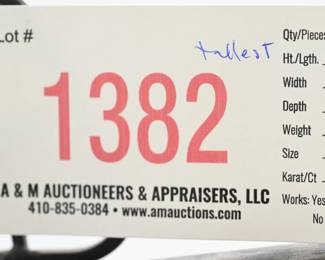 Lot #
tallest
1382
A & M AUCTIONEERS & APPRAISERS, LLC
410-835-0384 • www.amauctions.com
Qty/Pieces
Ht./Lgth.
Width
Depth
Weight
Size
Karat/Ct
Works: Yes
No